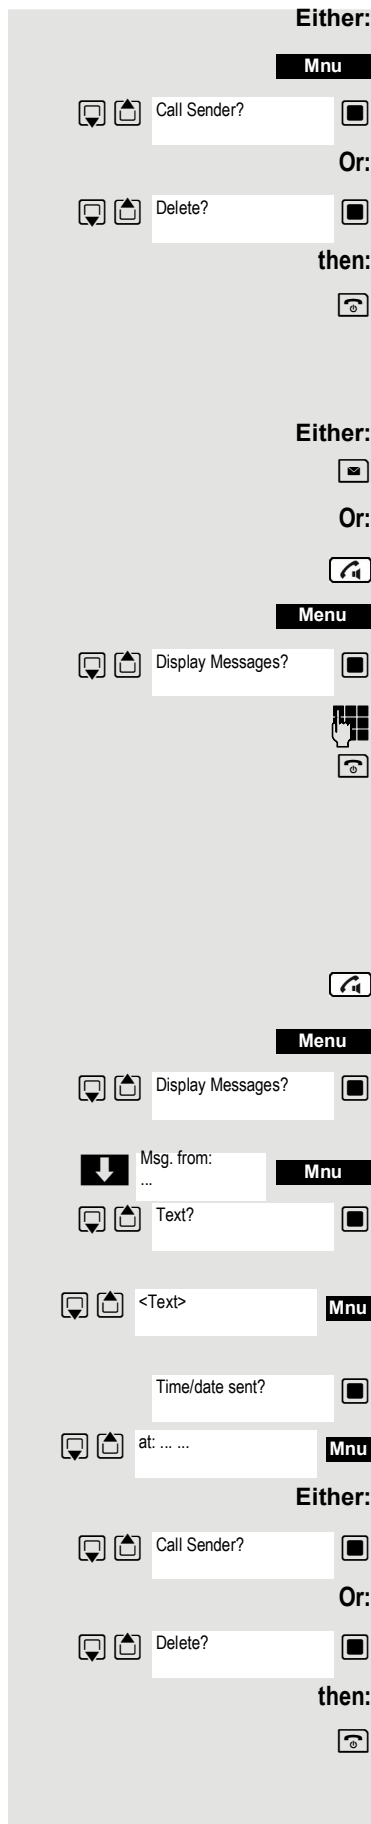 Either:
Mnu
Call Sender?
Or:
Delete?
then:
Either:
Or:
Menu
Display Messages?
Menu
Display Messages?
Msg. from:
...
Mnu
Text?
<Text>
Mnu
Time/date sent?
at: ... ...
Mnu
Either:
Call Sender?
Or:
Delete?
then: